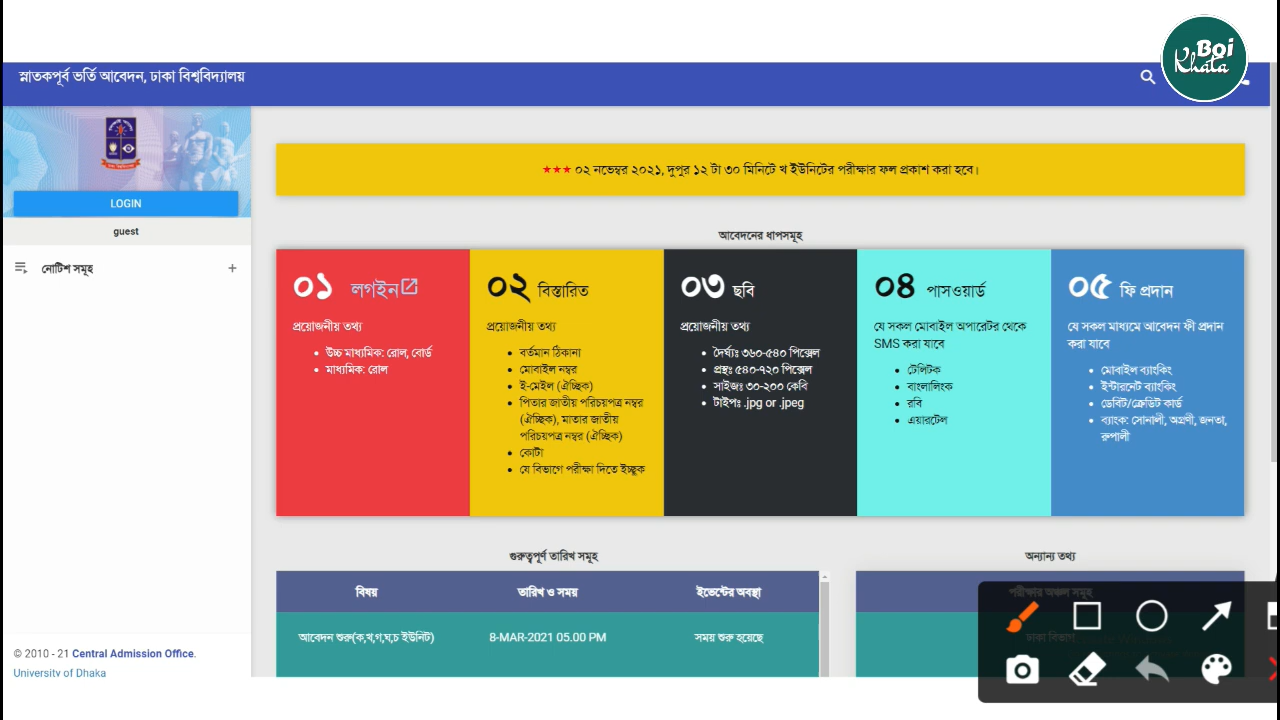 Boi
Khata
স্নাতকপূর্ব ভর্তি আবেদন, ঢাকা বিশ্ববিদ্যালয়
LOGIN
guest
নোটিশ সমূহ
★★★ ০২ নভেম্বর ২০২১, দুপুর ১২ টা ৩০ মিনিটে খ ইউনিটের পরীক্ষার ফল প্রকাশ করা হবে।
আবেদনের ধাপসমূহ
০১ লগইন
প্রয়োজনীয় তথ্য
• উচ্চ মাধ্যমিক: রোল, বোর্ড
• মাধ্যমিক: রোল
০২ বিস্তারিত
প্রয়োজনীয় তথ্য
• বর্তমান ঠিকানা
• মোবাইল নম্বর
• ই-মেইল (ঐচ্ছিক)
• পিতার জাতীয় পরিচয়পত্র নম্বর
(ঐচ্ছিক), মাতার জাতীয়
পরিচয়পত্র নম্বর (ঐচ্ছিক)
• কোটা
• যে বিভাগে পরীক্ষা দিতে ইচ্ছুক
০৩ ছবি
প্রয়োজনীয় তথ্য
• দৈর্ঘ্যঃ ৩৬০-৫৪০ পিক্সেল
• প্রস্থঃ ৫৪০-৭২০ পিক্সেল
• সাইজঃ ৩০-২০০ কেবি
• টাইপঃ .jpg or .jpeg
০৪ পাসওয়ার্ড
যে সকল মোবাইল অপারেটর থেকে
SMS করা যাবে
• টেলিটক
• বাংলালিংক
• রবি
• এয়ারটেল
০৫ ফি প্রদান
যে সকল মাধ্যমে আবেদন ফী প্রদান
করা যাবে
• মোবাইল ব্যাংকিং
• ইন্টারনেট ব্যাংকিং
• ডেবিট/ক্রেডিট কার্ড
• ব্যাংক: সোনালী, অগ্রণী, জনতা,
রুপালী
গুরুত্বপূর্ণ তারিখ সমূহ
বিষয় তারিখ ও সময় ইভেন্টের অবস্থা
আবেদন শুরু(ক,খ,গ,ঘ,চ ইউনিট) 8-MAR-2021 05.00 PM সময় শুরু হয়েছে
অন্যান্য তথ্য
পরীক্ষার অঞ্চল সমূহ
ঢাকা বিভাগে
© 2010 - 21 Central Admission Office.
University of Dhaka